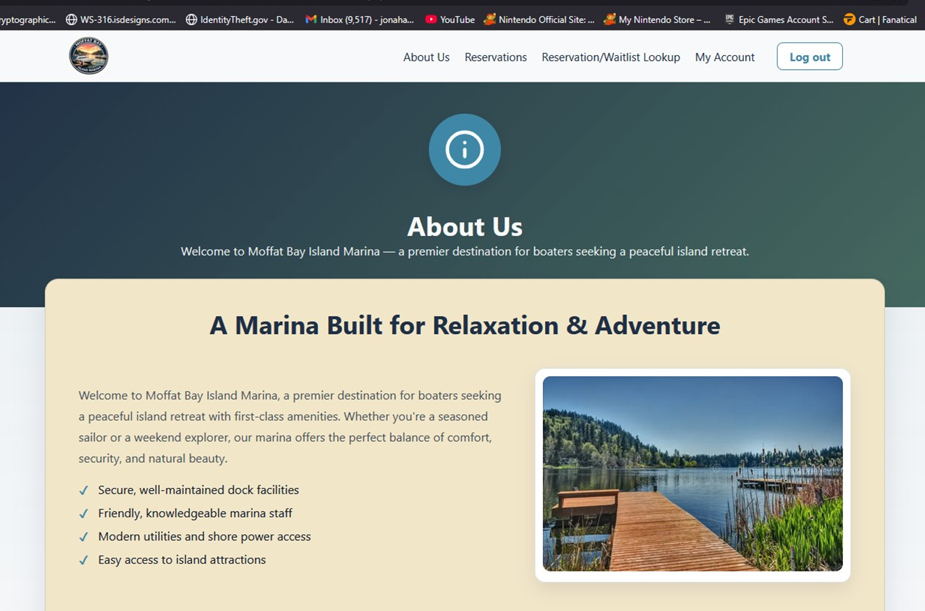 yptographic... WS-316.isdesigns.com... IdentityTheft.gov - Da... Inbox (9,517) - jonaha... YouTube Nintendo Official Site: ... My Nintendo Store – ... Epic Games Account S... Cart | Fanatical
MOFFAT BAY
ISLAND MARINA
About Us Reservations Reservation/Waitlist Lookup My Account Log out
About Us
Welcome to Moffat Bay Island Marina — a premier destination for boaters seeking a peaceful island retreat.
A Marina Built for Relaxation & Adventure
Welcome to Moffat Bay Island Marina, a premier destination for boaters seeking
a peaceful island retreat with first-class amenities. Whether you're a seasoned
sailor or a weekend explorer, our marina offers the perfect balance of comfort,
security, and natural beauty.
✓ Secure, well-maintained dock facilities
✓ Friendly, knowledgeable marina staff
✓ Modern utilities and shore power access
✓ Easy access to island attractions